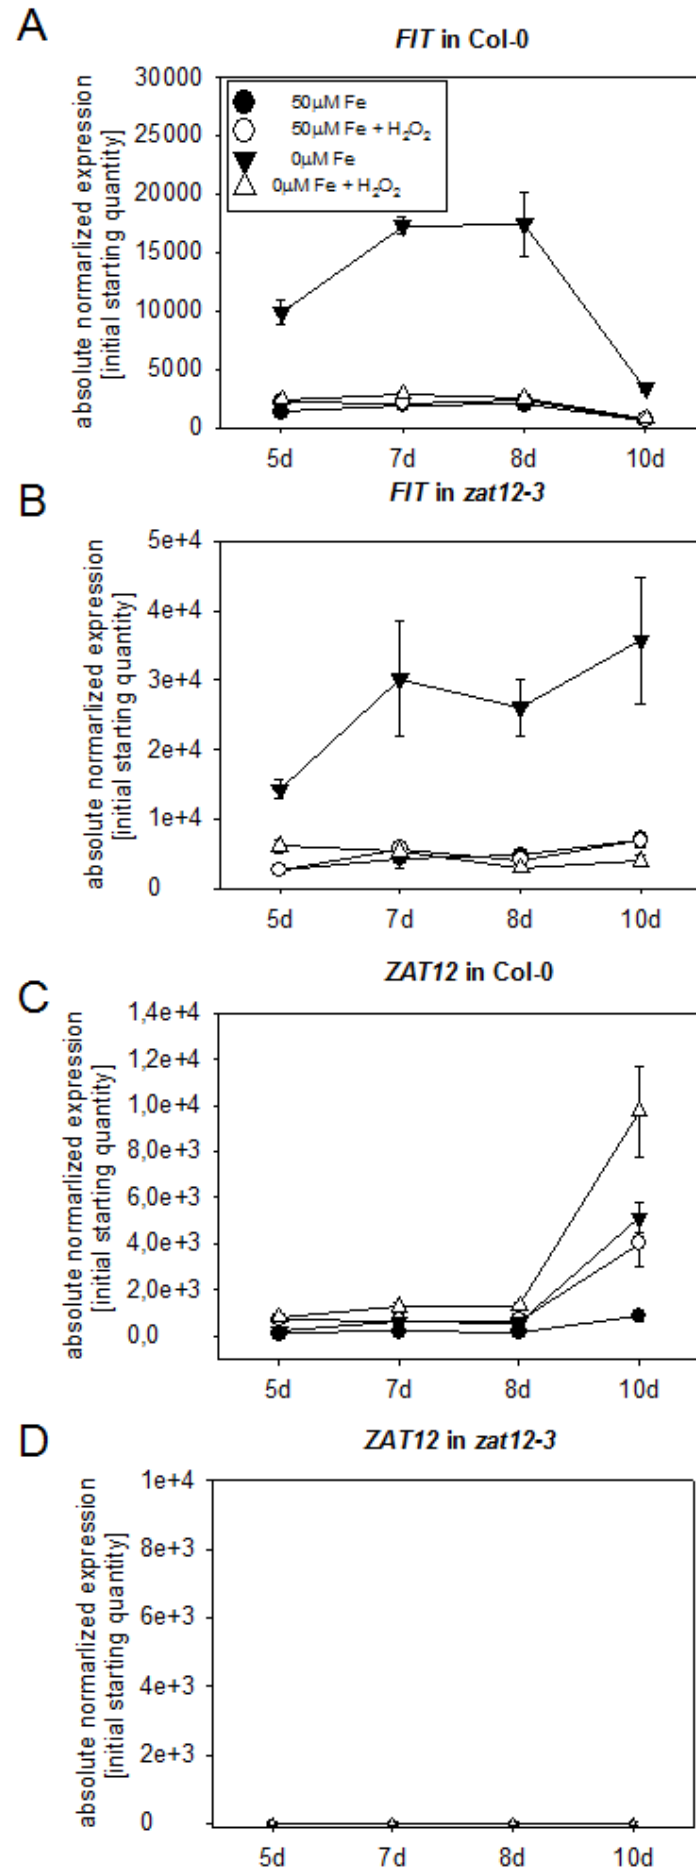 A
FIT in Col-0
absolute normarlized expression
[initial starting quantity]
30000
25000
20000
15000
10000
5000
0
50µM Fe
50µM Fe + H₂O₂
0µM Fe
0µM Fe + H₂O₂
5d 7d 8d 10d
B
FIT in zat12-3
absolute normarlized expression
[initial starting quantity]
5e+4
4e+4
3e+4
2e+4
1e+4
0
5d 7d 8d 10d
C
ZAT12 in Col-0
absolute normarlized expression
[initial starting quantity]
1,4e+4
1,2e+4
1,0e+4
8,0e+3
6,0e+3
4,0e+3
2,0e+3
0,0
5d 7d 8d 10d
D
ZAT12 in zat12-3
absolute normarlized expression
[initial starting quantity]
1e+4
8e+3
6e+3
4e+3
2e+3
0
5d 7d 8d 10d